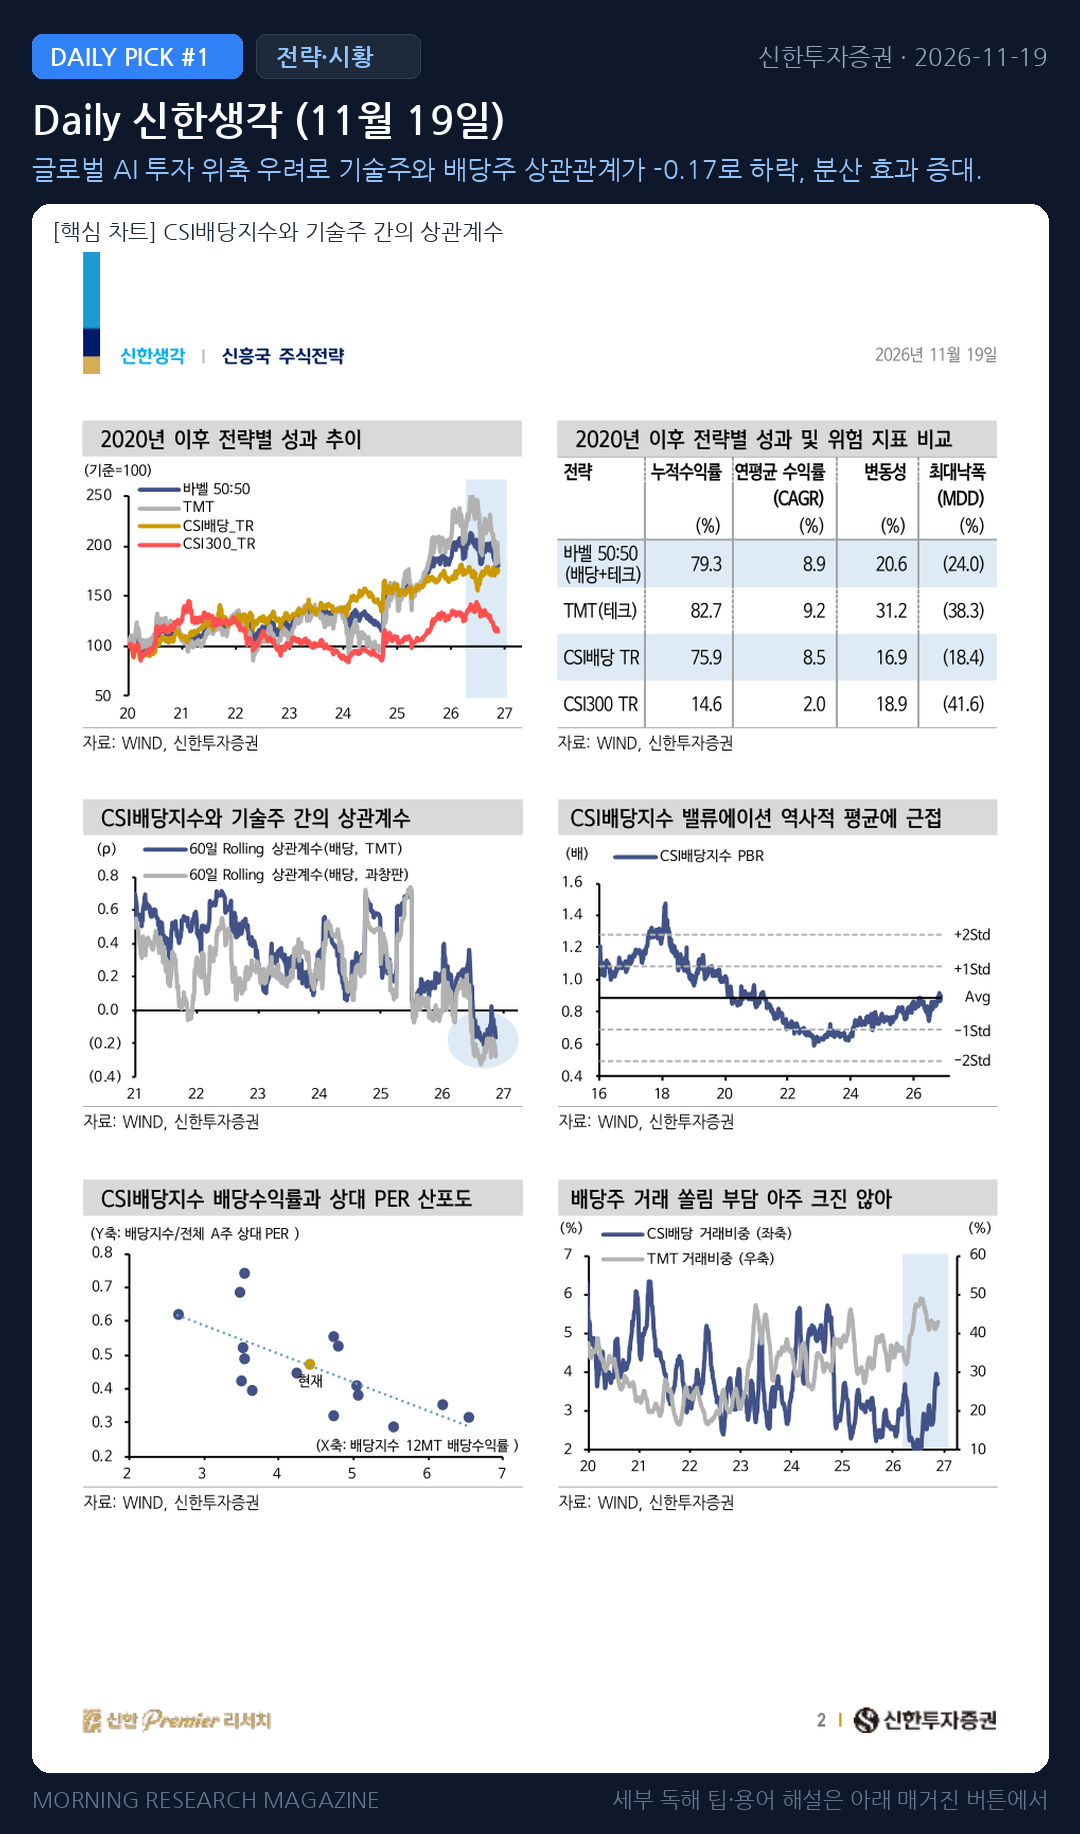 DAILY PICK #1
전략·시황
신한투자증권 · 2026-11-19
Daily 신한생각 (11월 19일)
글로벌 AI 투자 위축 우려로 기술주와 배당주 상관관계가 -0.17로 하락, 분산 효과 증대.
[핵심 차트] CSI배당지수와 기술주 간의 상관계수
신한생각 | 신흥국 주식전략
2026년 11월 19일
2020년 이후 전략별 성과 추이
(기준=100)
바벨 50:50
TMT
CSI배당_TR
CSI300_TR
250
200
150
100
50
20 21 22 23 24 25 26 27
자료: WIND, 신한투자증권
2020년 이후 전략별 성과 및 위험 지표 비교
전략 누적수익률 연평균 수익률 변동성 최대낙폭
(CAGR) (MDD)
(%) (%) (%) (%)
바벨 50:50
(배당+테크) 79.3 8.9 20.6 (24.0)
TMT(테크) 82.7 9.2 31.2 (38.3)
CSI배당 TR 75.9 8.5 16.9 (18.4)
CSI300 TR 14.6 2.0 18.9 (41.6)
자료: WIND, 신한투자증권
CSI배당지수와 기술주 간의 상관계수
(ρ)
60일 Rolling 상관계수(배당, TMT)
60일 Rolling 상관계수(배당, 과창판)
0.8
0.6
0.4
0.2
0.0
(0.2)
(0.4)
21 22 23 24 25 26 27
자료: WIND, 신한투자증권
CSI배당지수 밸류에이션 역사적 평균에 근접
(배)
CSI배당지수 PBR
1.6
1.4
1.2
1.0
0.8
0.6
0.4
+2Std
+1Std
Avg
-1Std
-2Std
16 18 20 22 24 26
자료: WIND, 신한투자증권
CSI배당지수 배당수익률과 상대 PER 산포도
(Y축: 배당지수/전체 A주 상대 PER )
0.8
0.7
0.6
0.5
0.4
0.3
0.2
현재
(X축: 배당지수 12MT 배당수익률 )
2 3 4 5 6 7
자료: WIND, 신한투자증권
배당주 거래 쏠림 부담 아주 크진 않아
(%) (%)
CSI배당 거래비중 (좌축)
TMT 거래비중 (우축)
7
6
5
4
3
2
60
50
40
30
20
10
20 21 22 23 24 25 26 27
자료: WIND, 신한투자증권
신한 Premier 리서치
2 | 신한투자증권
MORNING RESEARCH MAGAZINE
세부 독해 팁·용어 해설은 아래 매거진 버튼에서